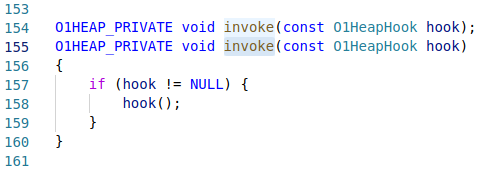 153
154 O1HEAP_PRIVATE void invoke(const O1HeapHook hook);
155 O1HEAP_PRIVATE void invoke(const O1HeapHook hook)
156 {
157     if (hook != NULL) {
158         hook();
159     }
160 }
161